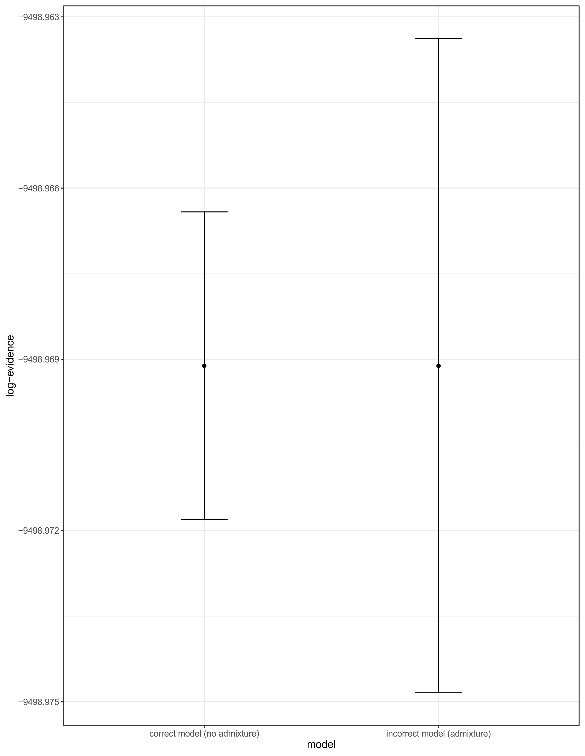 −9498.963
−9498.966
−9498.969
−9498.972
−9498.975
log−evidence
correct model (no admixture)
incorrect model (admixture)
model